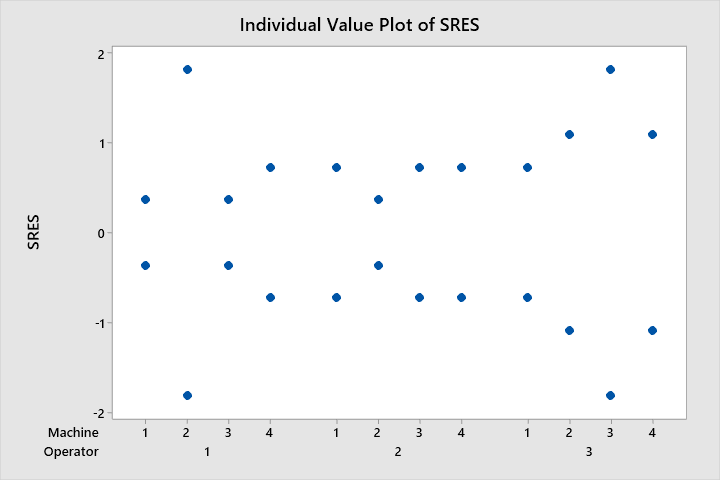 Individual Value Plot of SRES
2
1
0
-1
-2
SRES
Machine 1 2 3 4 1 2 3 4 1 2 3 4
Operator 1 2 3